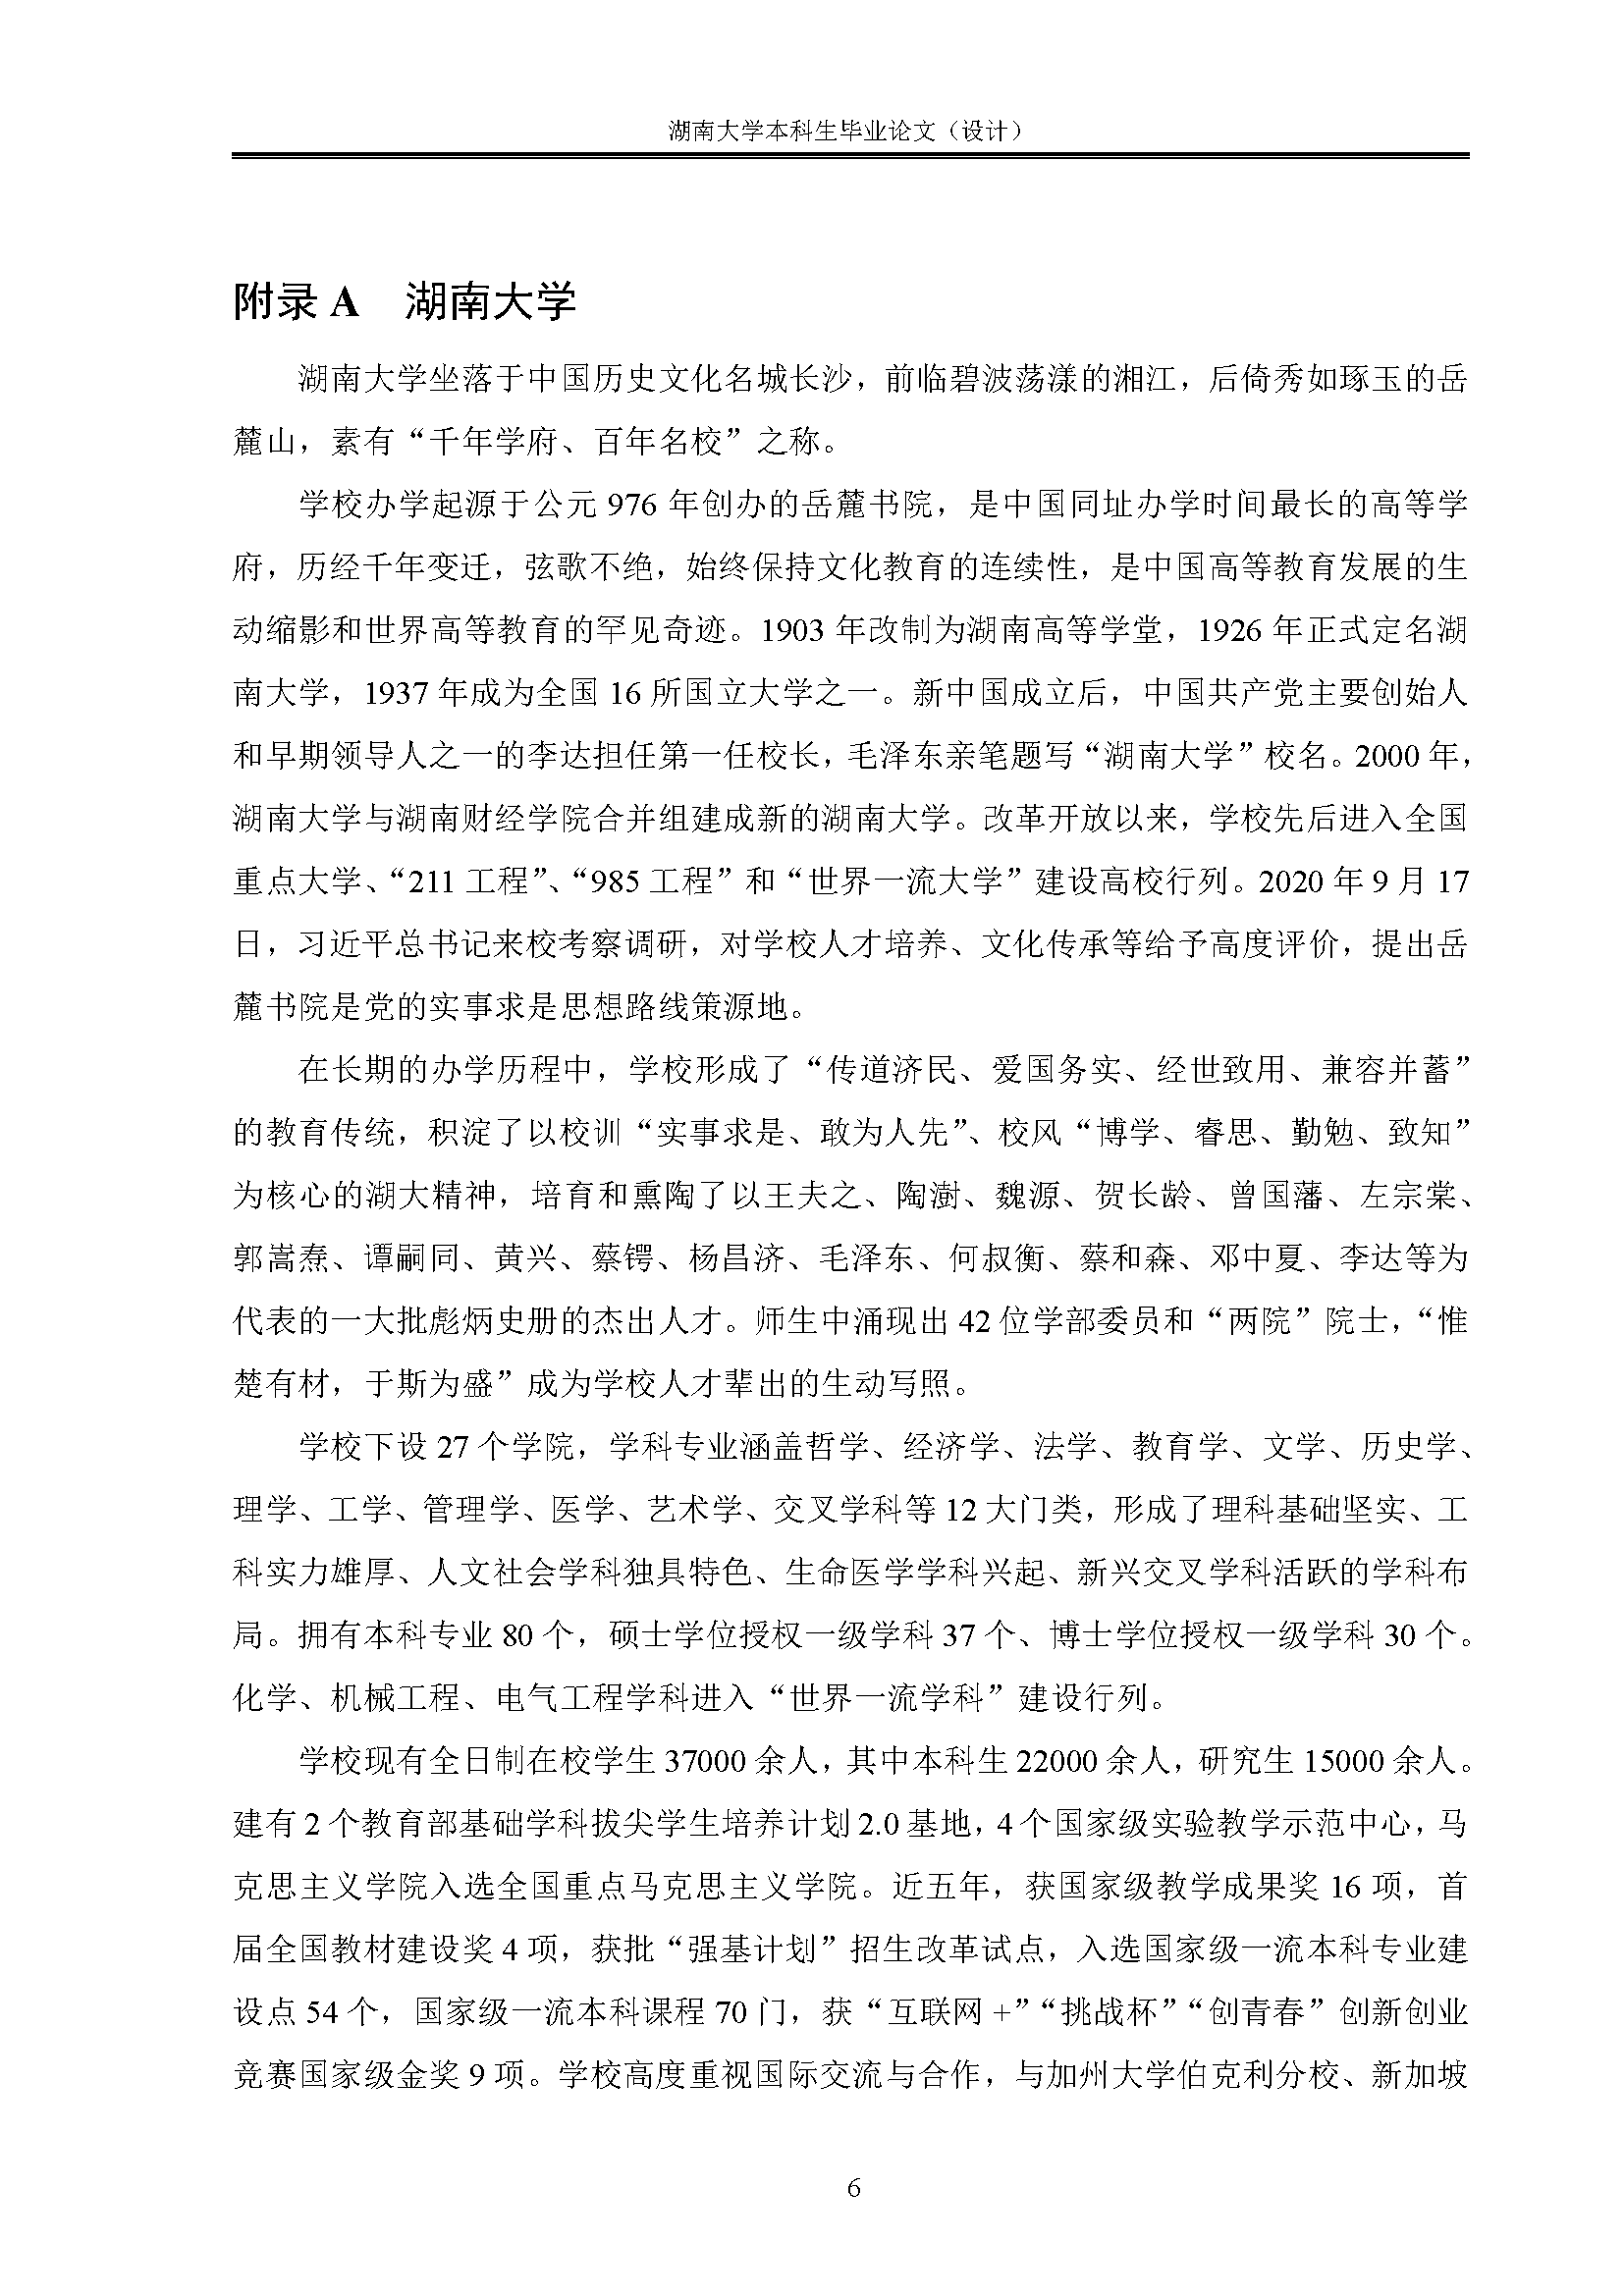 湖南大学本科生毕业论文（设计）
附录 A　湖南大学
湖南大学坐落于中国历史文化名城长沙，前临碧波荡漾的湘江，后倚秀如琢玉的岳
麓山，素有“千年学府、百年名校”之称。
学校办学起源于公元 976 年创办的岳麓书院，是中国同址办学时间最长的高等学
府，历经千年变迁，弦歌不绝，始终保持文化教育的连续性，是中国高等教育发展的生
动缩影和世界高等教育的罕见奇迹。1903 年改制为湖南高等学堂，1926 年正式定名湖
南大学，1937 年成为全国 16 所国立大学之一。新中国成立后，中国共产党主要创始人
和早期领导人之一的李达担任第一任校长，毛泽东亲笔题写“湖南大学”校名。2000 年，
湖南大学与湖南财经学院合并组建成新的湖南大学。改革开放以来，学校先后进入全国
重点大学、“211 工程”、“985 工程”和“世界一流大学”建设高校行列。2020 年 9 月 17
日，习近平总书记来校考察调研，对学校人才培养、文化传承等给予高度评价，提出岳
麓书院是党的实事求是思想路线策源地。
在长期的办学历程中，学校形成了“传道济民、爱国务实、经世致用、兼容并蓄”
的教育传统，积淀了以校训“实事求是、敢为人先”、校风“博学、睿思、勤勉、致知”
为核心的湖大精神，培育和熏陶了以王夫之、陶澍、魏源、贺长龄、曾国藩、左宗棠、
郭嵩焘、谭嗣同、黄兴、蔡锷、杨昌济、毛泽东、何叔衡、蔡和森、邓中夏、李达等为
代表的一大批彪炳史册的杰出人才。师生中涌现出 42 位学部委员和“两院”院士，“惟
楚有材，于斯为盛”成为学校人才辈出的生动写照。
学校下设 27 个学院，学科专业涵盖哲学、经济学、法学、教育学、文学、历史学、
理学、工学、管理学、医学、艺术学、交叉学科等 12 大门类，形成了理科基础坚实、工
科实力雄厚、人文社会学科独具特色、生命医学学科兴起、新兴交叉学科活跃的学科布
局。拥有本科专业 80 个，硕士学位授权一级学科 37 个、博士学位授权一级学科 30 个。
化学、机械工程、电气工程学科进入“世界一流学科”建设行列。
学校现有全日制在校学生 37000 余人，其中本科生 22000 余人，研究生 15000 余人。
建有 2 个教育部基础学科拔尖学生培养计划 2.0 基地，4 个国家级实验教学示范中心，马
克思主义学院入选全国重点马克思主义学院。近五年，获国家级教学成果奖 16 项，首
届全国教材建设奖 4 项，获批“强基计划”招生改革试点，入选国家级一流本科专业建
设点 54 个，国家级一流本科课程 70 门，获“互联网 +”“挑战杯”“创青春”创新创业
竞赛国家级金奖 9 项。学校高度重视国际交流与合作，与加州大学伯克利分校、新加坡
6